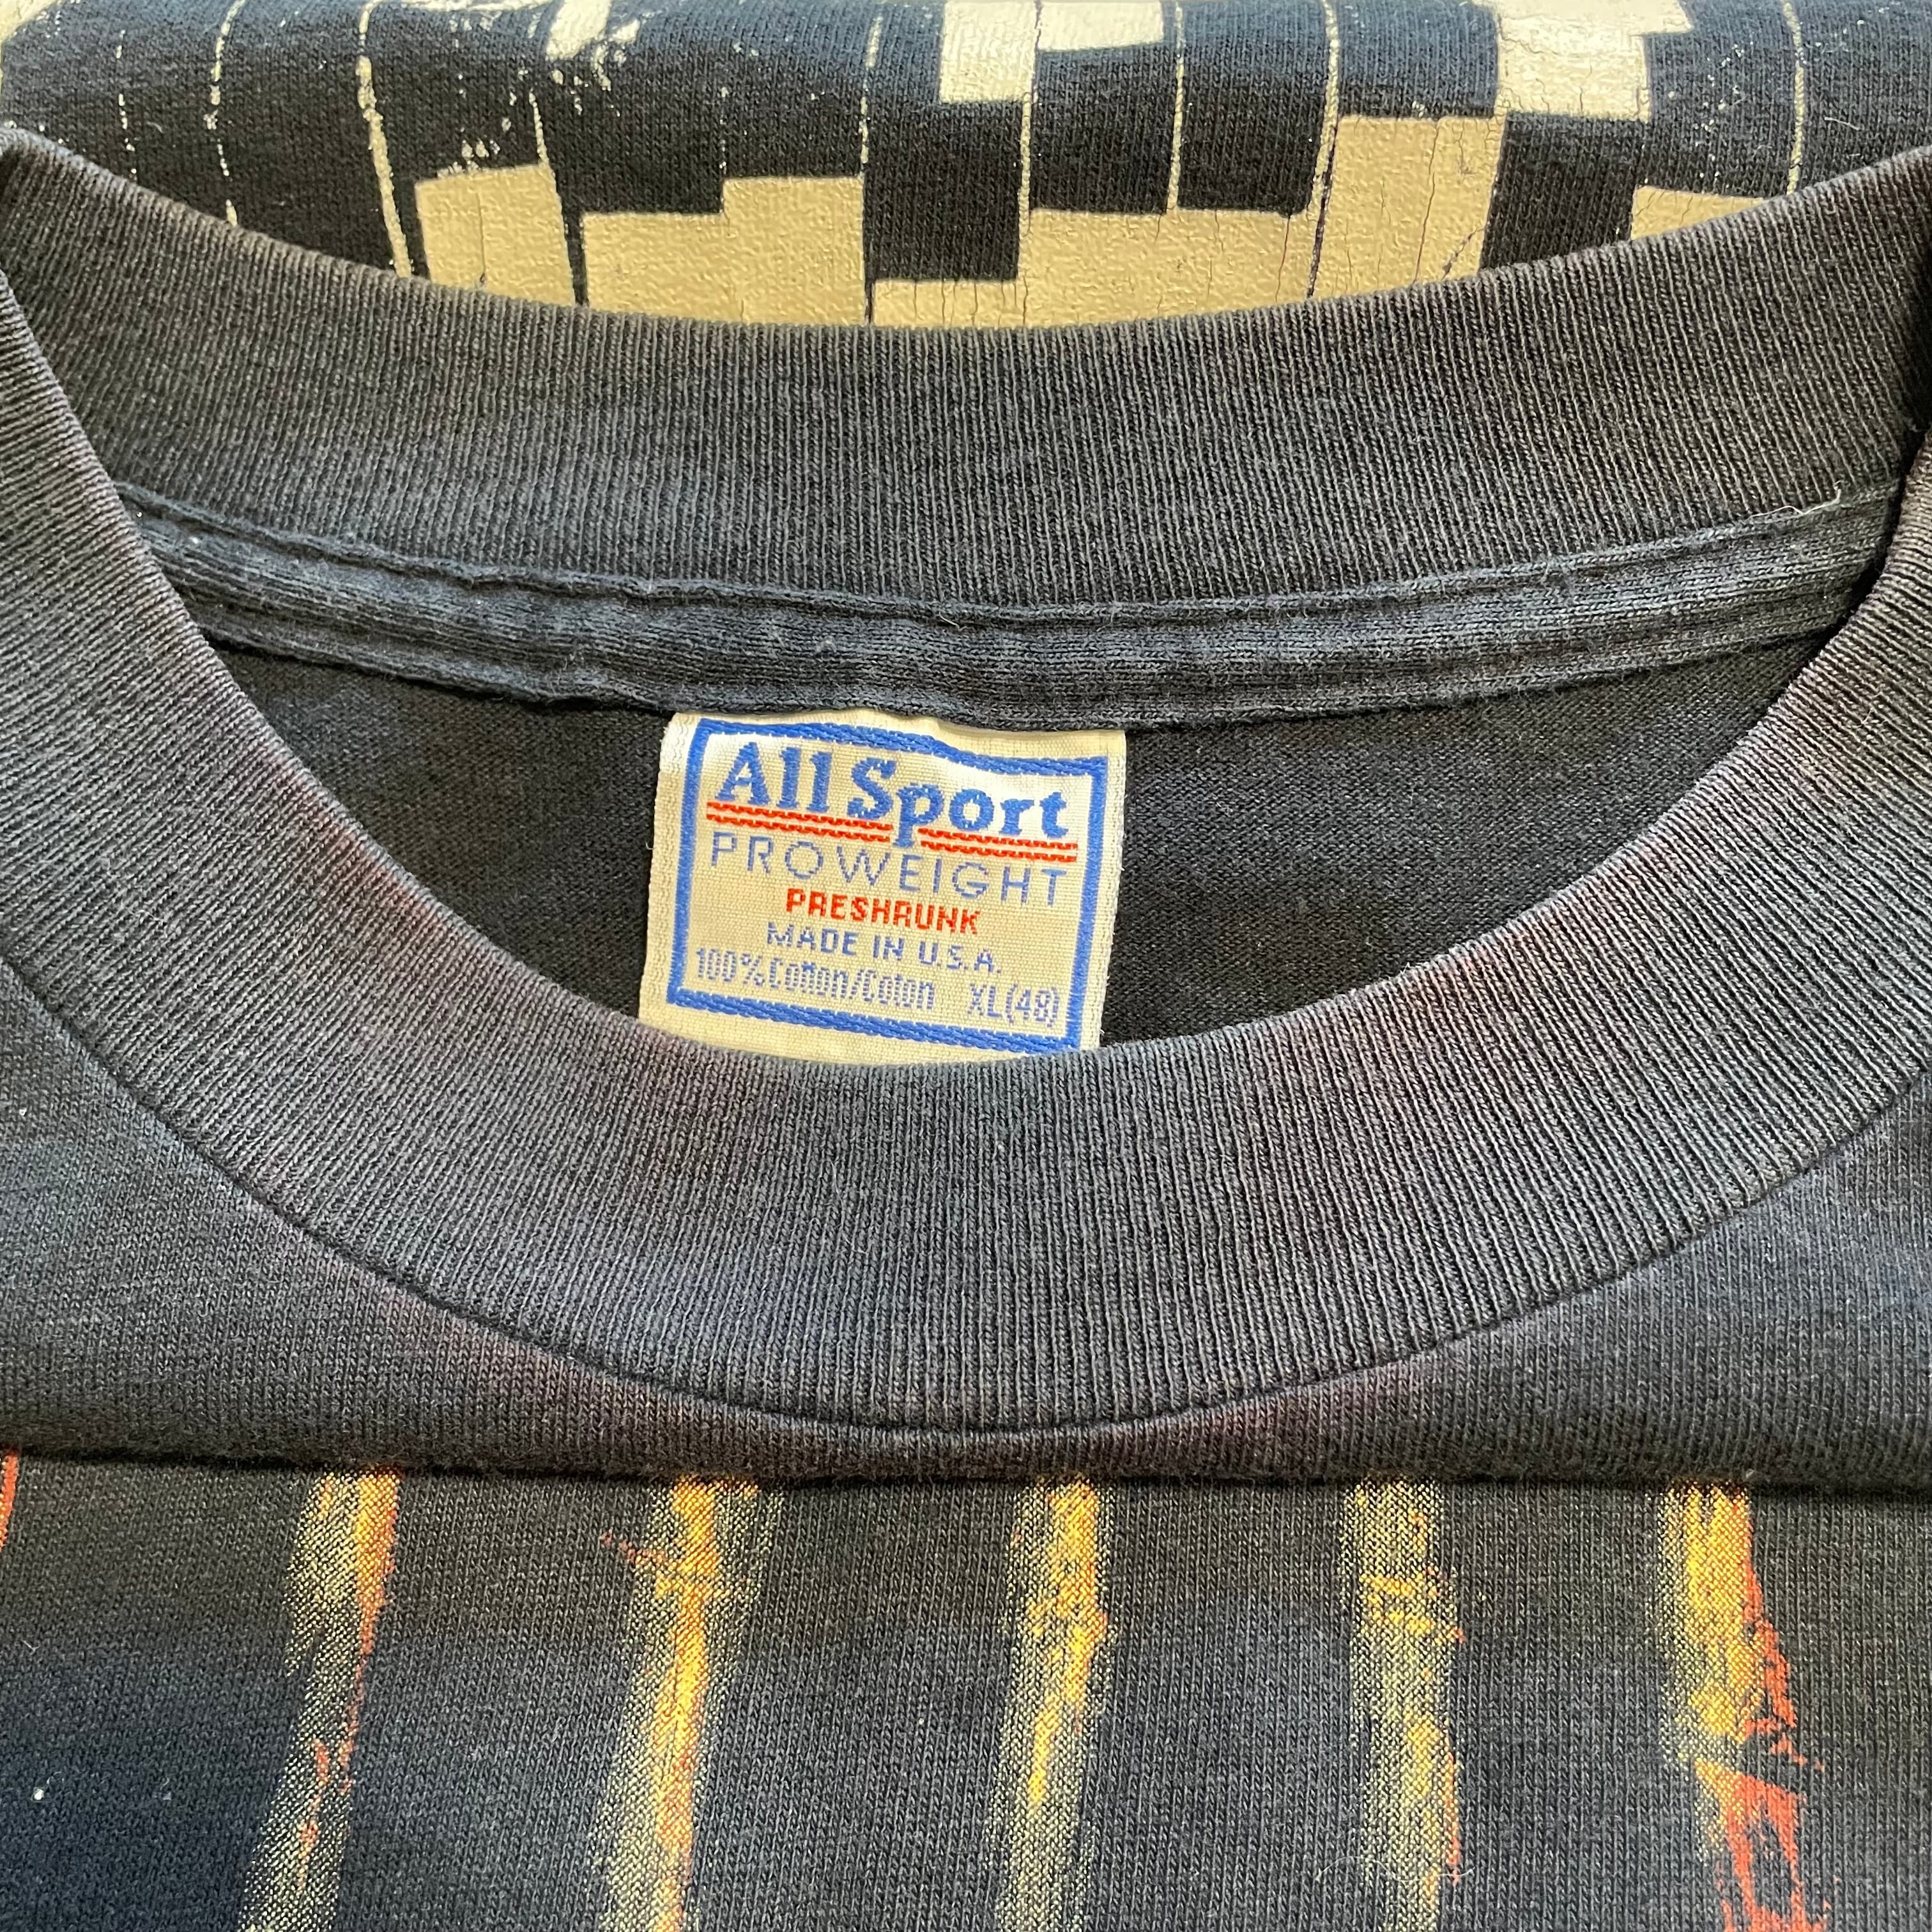 All Sport
PROWEIGHT
PRESHRUNK
MADE IN U.S.A.
100% Cotton/Coton XL(48)